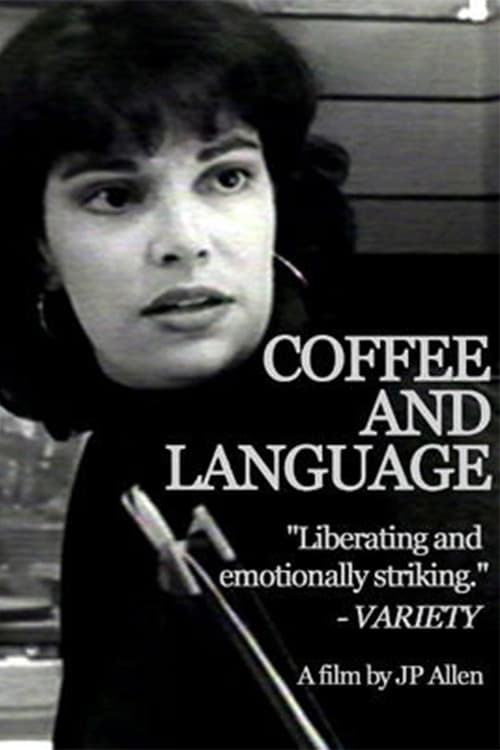 COFFEE
AND
LANGUAGE
"Liberating and
emotionally striking."
- VARIETY
A film by JP Allen